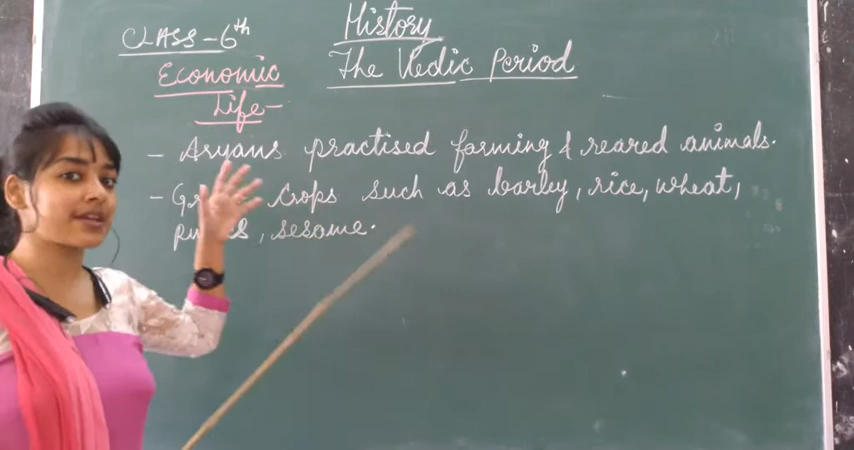 CLASS-6th
History
The Vedic Period
Economic
Life-
- Aryans practised farming & reared animals.
- crops such as barley, rice, wheat,
, sesame.